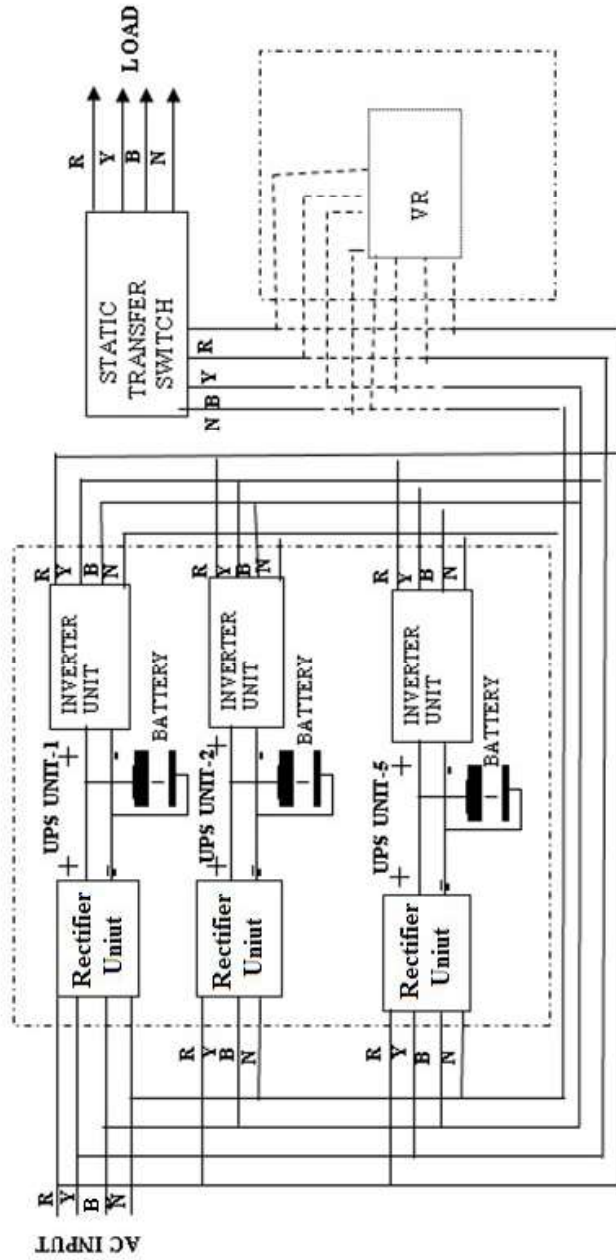 AC INPUT
R
Y
B
N
R
Y
B
N
R
Y
B
N
UPS UNIT-1
+
+
-
-
Rectifier
Uniut
INVERTER
UNIT
BATTERY
R
Y
B
N
UPS UNIT-2
+
+
-
-
Rectifier
Uniut
INVERTER
UNIT
BATTERY
R
Y
B
N
UPS UNIT-5
+
+
-
-
Rectifier
Uniut
INVERTER
UNIT
BATTERY
R
Y
B
N
STATIC
TRANSFER
SWITCH
N
B
Y
R
R
Y
B
N
LOAD
VR